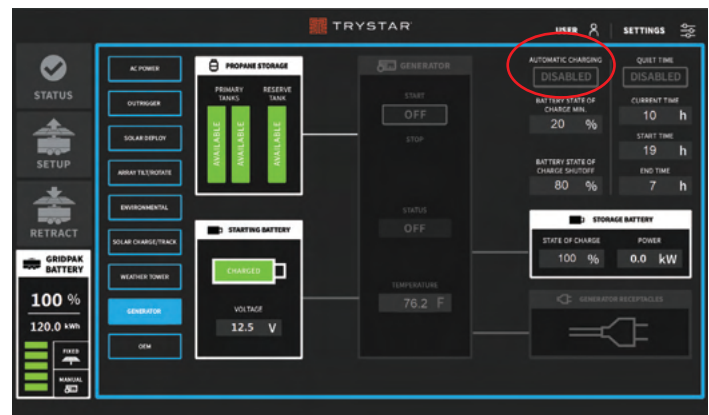 TRYSTAR
USER
SETTINGS
STATUS
SETUP
RETRACT
GRIDPAK
BATTERY
100 %
120.0 kWh
FIXED
MANUAL
AC POWER
OUTRIGGER
SOLAR DEPLOY
ARRAY TILT/ROTATE
ENVIRONMENTAL
SOLAR CHARGE/TRACK
WEATHER TOWER
GENERATOR
OEM
PROPANE STORAGE
PRIMARY
TANKS
RESERVE
TANK
AVAILABLE
AVAILABLE
AVAILABLE
STARTING BATTERY
CHARGED
VOLTAGE
12.5 V
GENERATOR
START
OFF
STOP
STATUS
OFF
TEMPERATURE
76.2 F
AUTOMATIC CHARGING
DISABLED
BATTERY STATE OF
CHARGE MIN.
20 %
BATTERY STATE OF
CHARGE SHUTOFF
80 %
QUIET TIME
DISABLED
CURRENT TIME
10 h
START TIME
19 h
END TIME
7 h
STORAGE BATTERY
STATE OF CHARGE
100 %
POWER
0.0 kW
GENERATOR RECEPTACLES